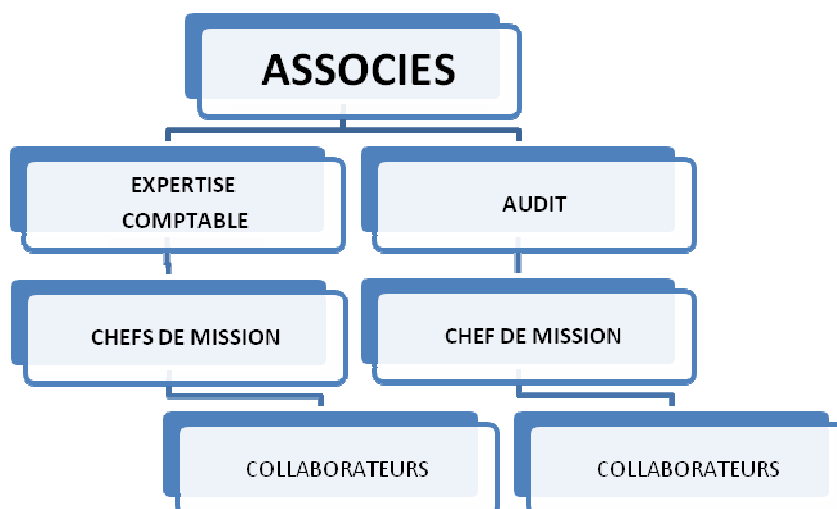 ASSOCIES
EXPERTISE
COMPTABLE
AUDIT
CHEFS DE MISSION
CHEF DE MISSION
COLLABORATEURS
COLLABORATEURS